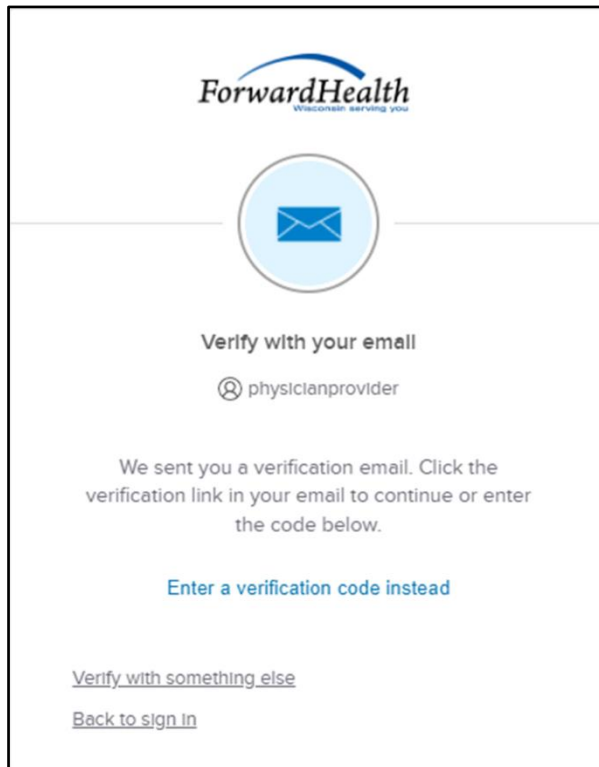 ForwardHealth
Wisconsin serving you
Verify with your email
physicianprovider
We sent you a verification email. Click the
verification link in your email to continue or enter
the code below.
Enter a verification code instead
Verify with something else
Back to sign in